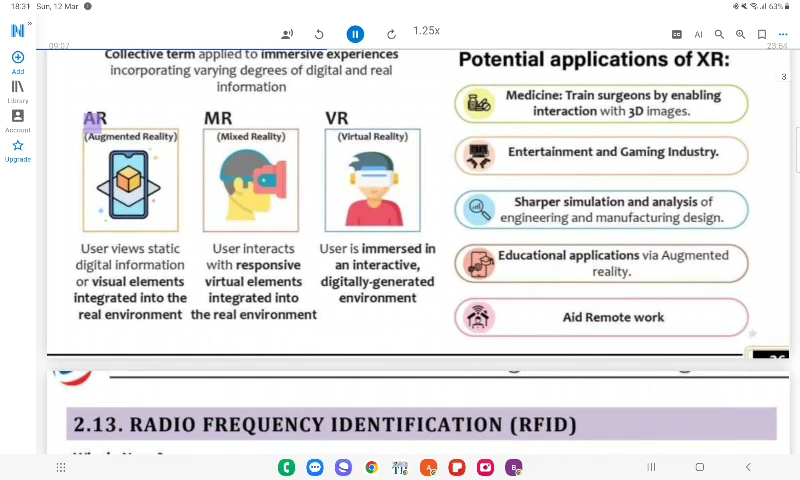 18:31 Sun, 12 Mar
63%
N »
1.25x
AI
09:07
23:54
Add
Library
Account
Upgrade
3
Collective term applied to immersive experiences
incorporating varying degrees of digital and real
information
AR
(Augmented Reality)
User views static
digital information
or visual elements
integrated into the
real environment
MR
(Mixed Reality)
User interacts
with responsive
virtual elements
integrated into
the real environment
VR
(Virtual Reality)
User is immersed in
an interactive,
digitally-generated
environment
Potential applications of XR:
Medicine: Train surgeons by enabling
interaction with 3D images.
Entertainment and Gaming Industry.
Sharper simulation and analysis of
engineering and manufacturing design.
Educational applications via Augmented
reality.
Aid Remote work
2.13. RADIO FREQUENCY IDENTIFICATION (RFID)